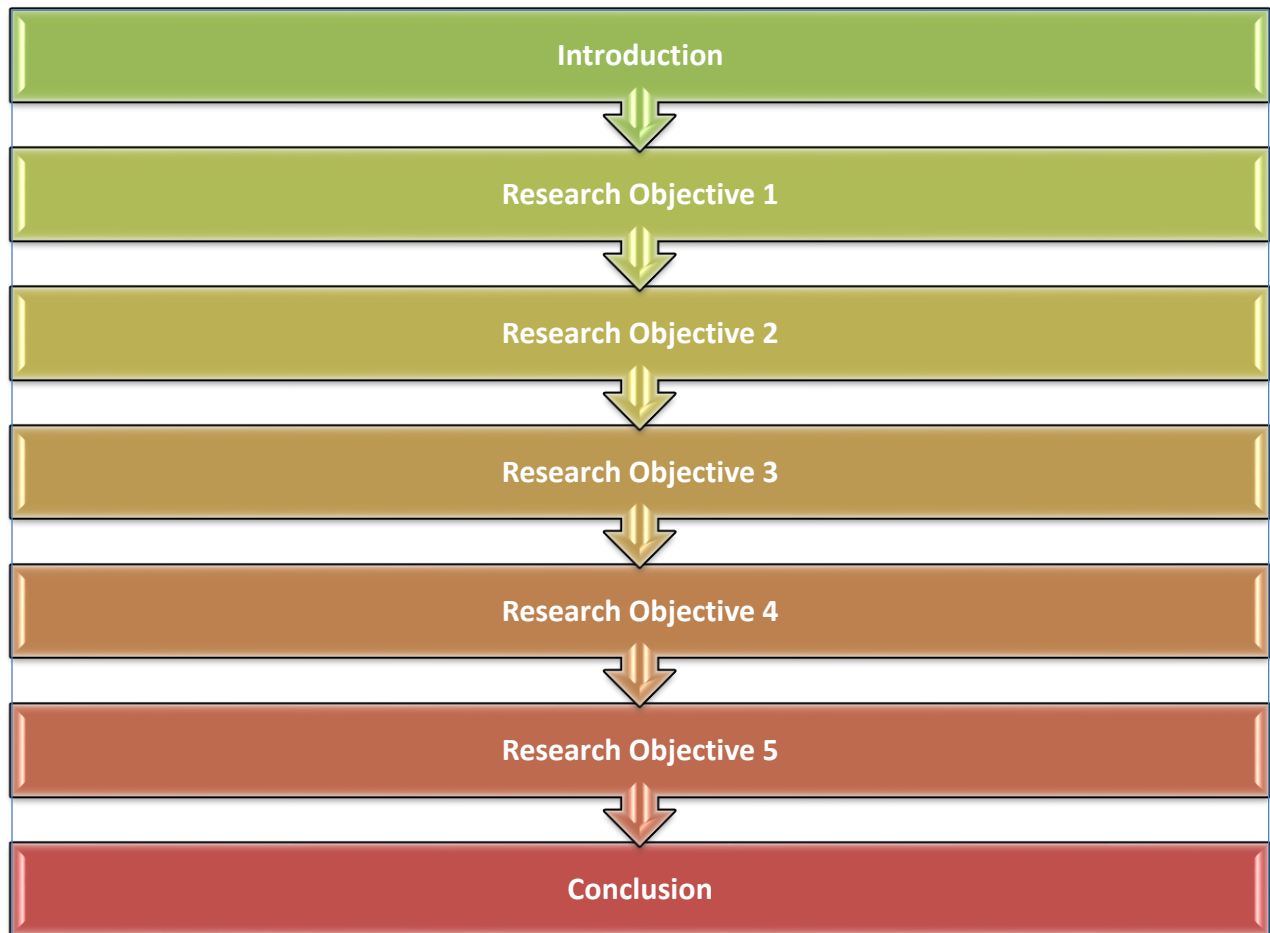 Introduction
Research Objective 1
Research Objective 2
Research Objective 3
Research Objective 4
Research Objective 5
Conclusion